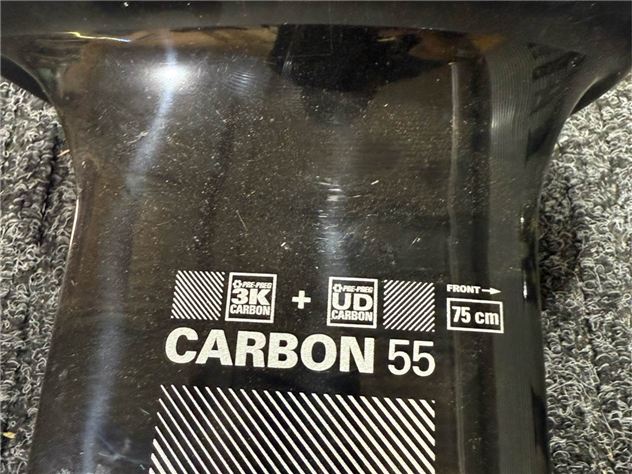 PRE-PREG 3K CARBON + PRE-PREG UD CARBON
FRONT →
75 cm
CARBON 55